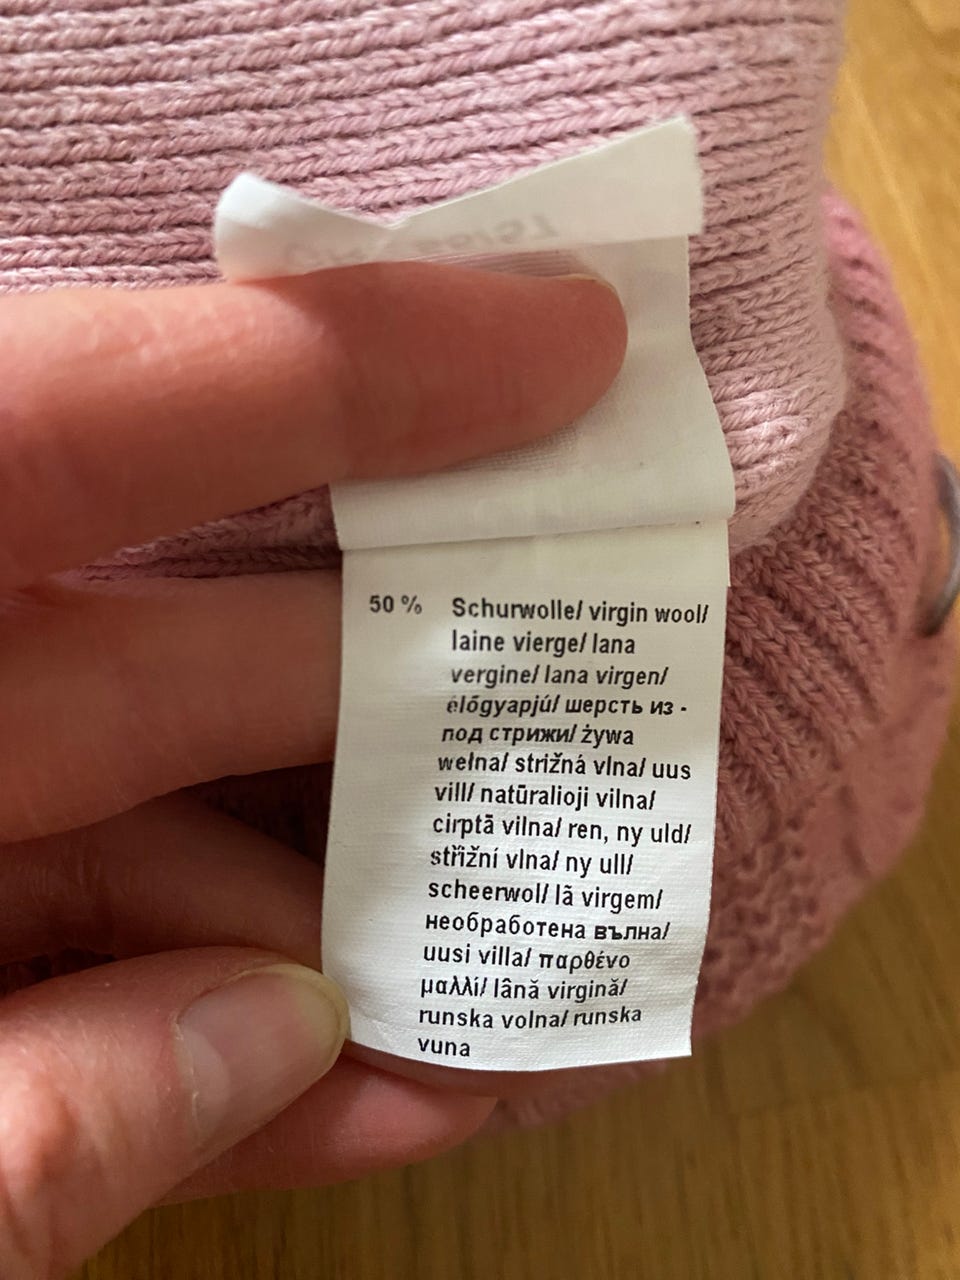 50 % Schurwolle/ virgin wool/
laine vierge/ lana
vergine/ lana virgen/
élőgyapjú/ шерсть из -
под стрижи/ żywa
wełna/ strižná vlna/ uus
vill/ natūralioji vilna/
cirptā vilna/ ren, ny uld/
střižní vlna/ ny ull/
scheerwol/ lã virgem/
необработена вълна/
uusi villa/ παρθένο
μαλλί/ lână virgină/
runska volna/ runska
vuna